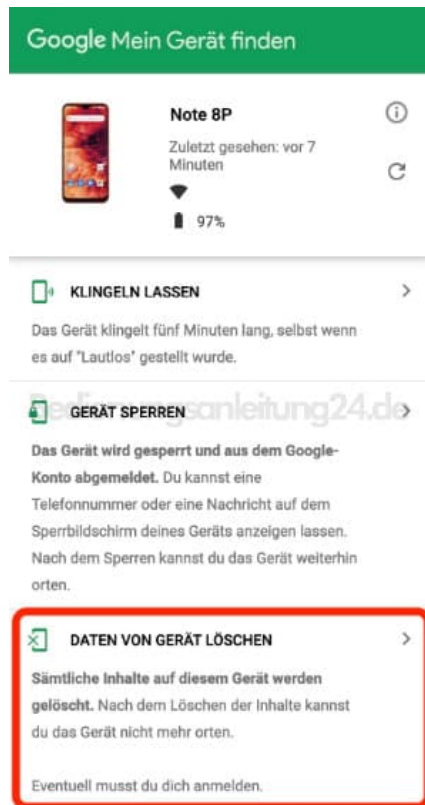 Google Mein Gerät finden
Note 8P
Zuletzt gesehen: vor 7
Minuten
97%
KLINGELN LASSEN
Das Gerät klingelt fünf Minuten lang, selbst wenn
es auf "Lautlos" gestellt wurde.
Bedienungsanleitung24.de
GERÄT SPERREN
Das Gerät wird gesperrt und aus dem Google-
Konto abgemeldet. Du kannst eine
Telefonnummer oder eine Nachricht auf dem
Sperrbildschirm deines Geräts anzeigen lassen.
Nach dem Sperren kannst du das Gerät weiterhin
orten.
DATEN VON GERÄT LÖSCHEN
Sämtliche Inhalte auf diesem Gerät werden
gelöscht. Nach dem Löschen der Inhalte kannst
du das Gerät nicht mehr orten.
Eventuell musst du dich anmelden.